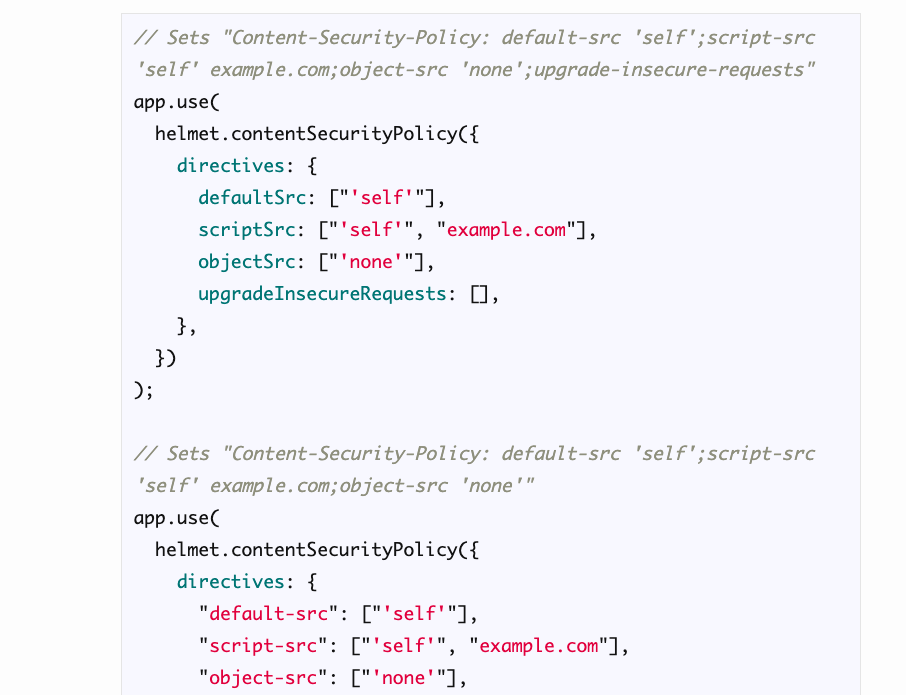 // Sets "Content-Security-Policy: default-src 'self';script-src
'self' example.com;object-src 'none';upgrade-insecure-requests"
app.use(
  helmet.contentSecurityPolicy({
    directives: {
      defaultSrc: ["'self'"],
      scriptSrc: ["'self'", "example.com"],
      objectSrc: ["'none'"],
      upgradeInsecureRequests: [],
    },
  })
);

// Sets "Content-Security-Policy: default-src 'self';script-src
'self' example.com;object-src 'none'"
app.use(
  helmet.contentSecurityPolicy({
    directives: {
      "default-src": ["'self'"],
      "script-src": ["'self'", "example.com"],
      "object-src": ["'none'"],